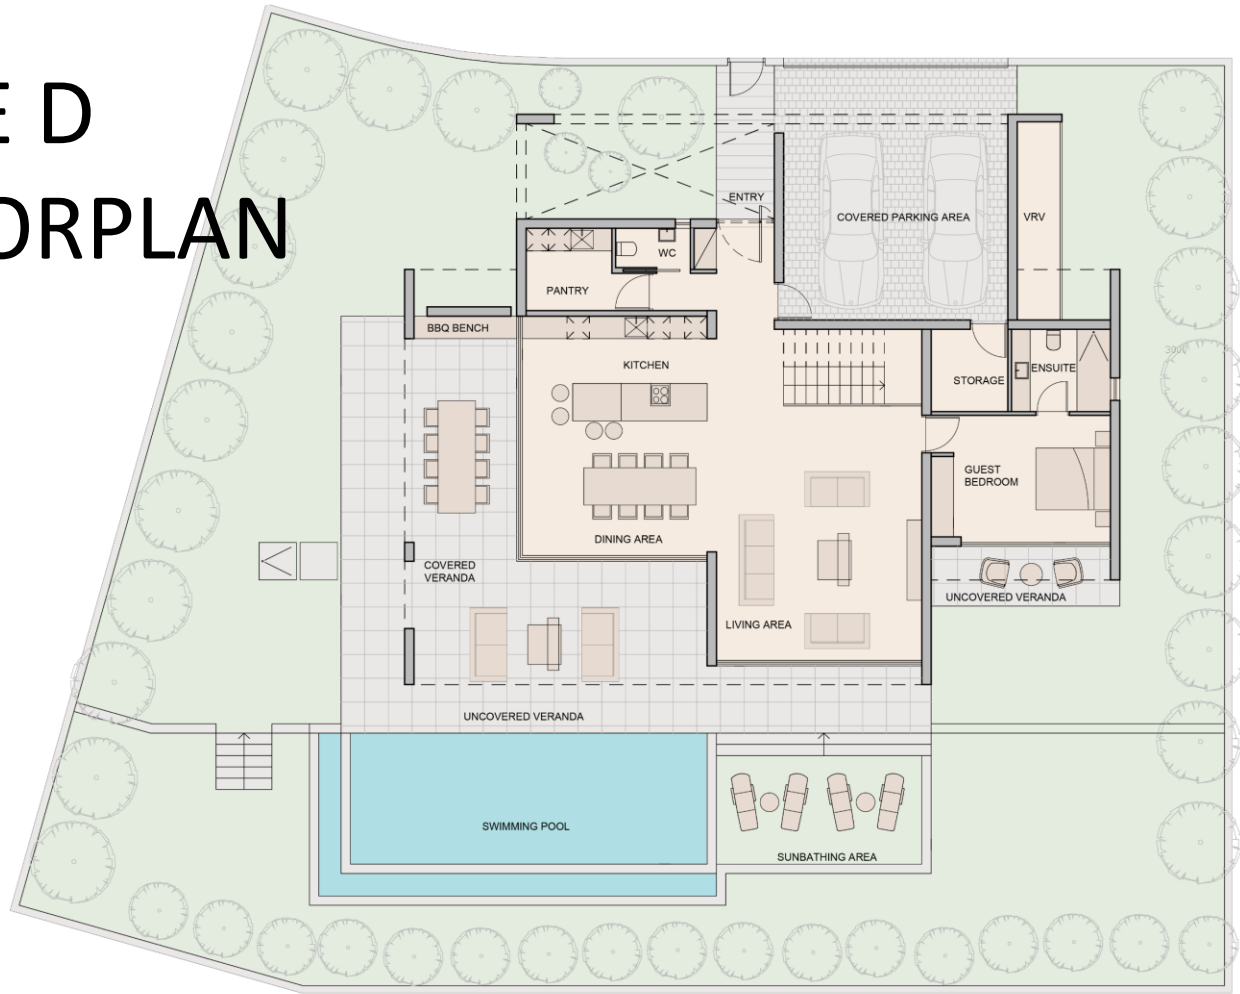 E D
ORPLAN
ENTRY
COVERED PARKING AREA
VRV
WC
PANTRY
BBQ BENCH
KITCHEN
STORAGE
ENSUITE
3000
GUEST
BEDROOM
DINING AREA
COVERED
VERANDA
UNCOVERED VERANDA
LIVING AREA
UNCOVERED VERANDA
SWIMMING POOL
SUNBATHING AREA